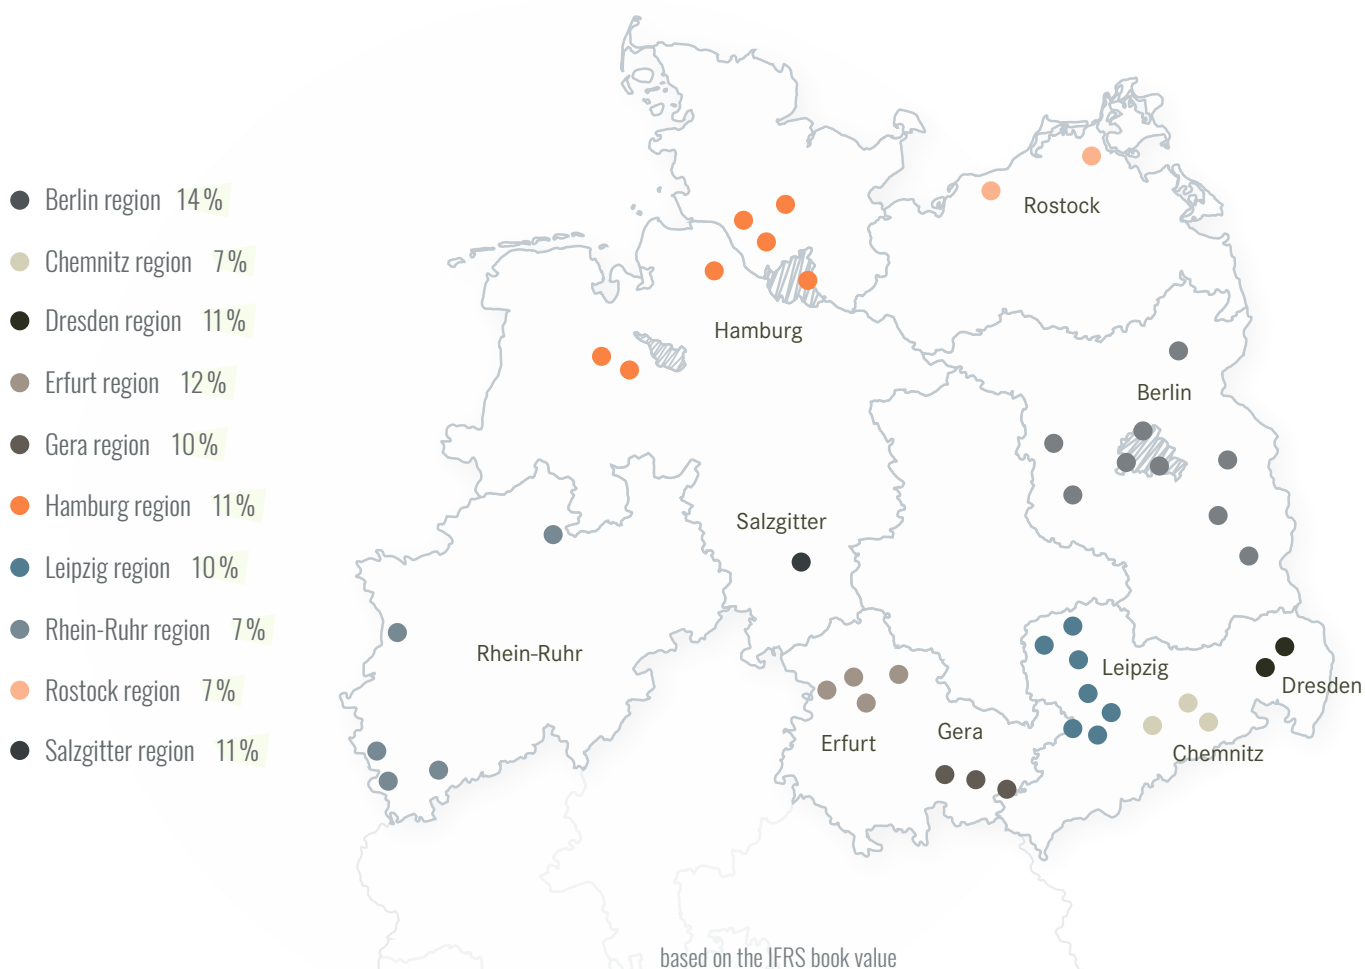 Berlin region 14 %
Chemnitz region 7 %
Dresden region 11 %
Erfurt region 12 %
Gera region 10 %
Hamburg region 11 %
Leipzig region 10 %
Rhein-Ruhr region 7 %
Rostock region 7 %
Salzgitter region 11 %
Rostock
Hamburg
Berlin
Salzgitter
Rhein-Ruhr
Leipzig
Dresden
Erfurt
Gera
Chemnitz
based on the IFRS book value